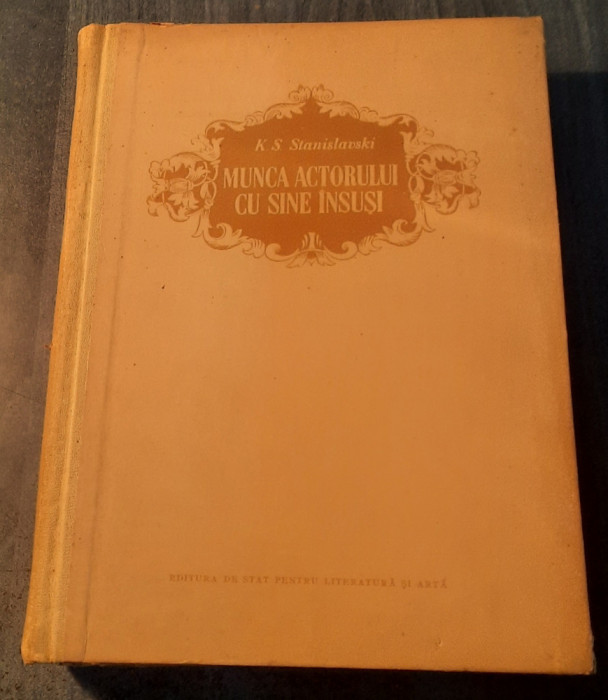 K. S. Stanislavski
MUNCA ACTORULUI
CU SINE ÎNSUȘI
EDITURA DE STAT PENTRU LITERATURĂ ȘI ARTĂ